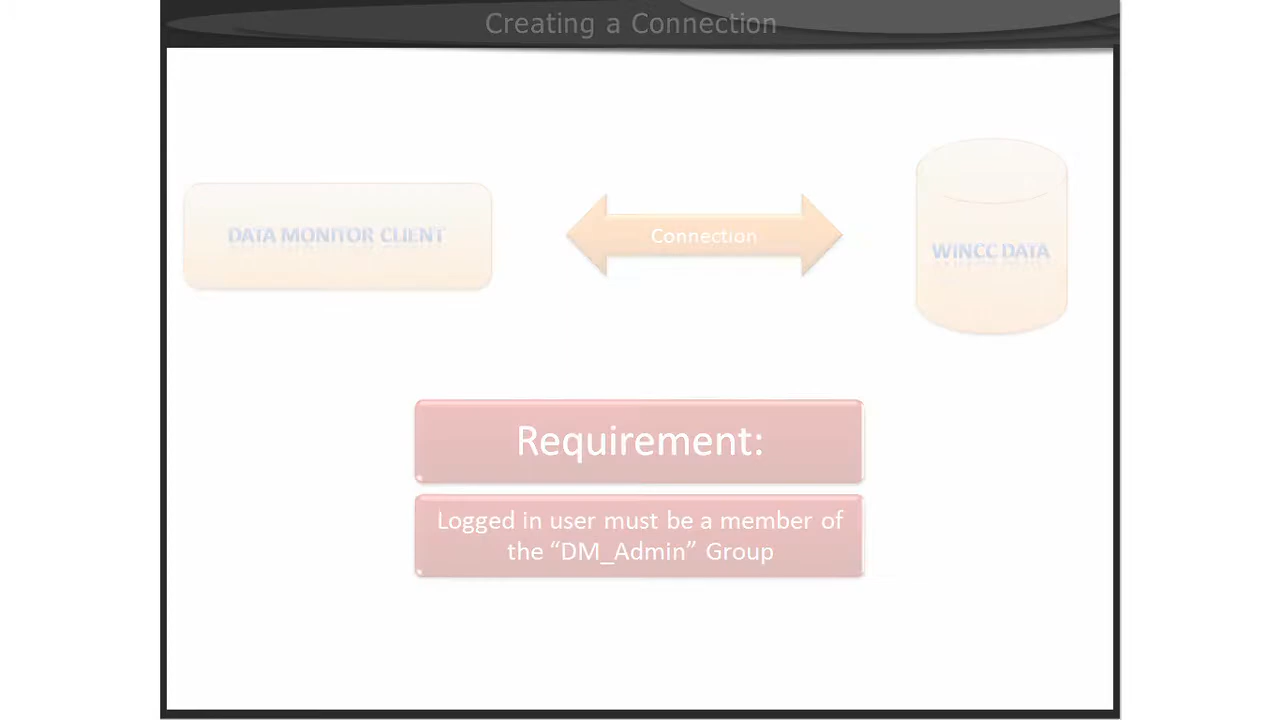 Creating a Connection
DATA MONITOR CLIENT
Connection
WINCC DATA
Requirement:
Logged in user must be a member of
the “DM_Admin” Group